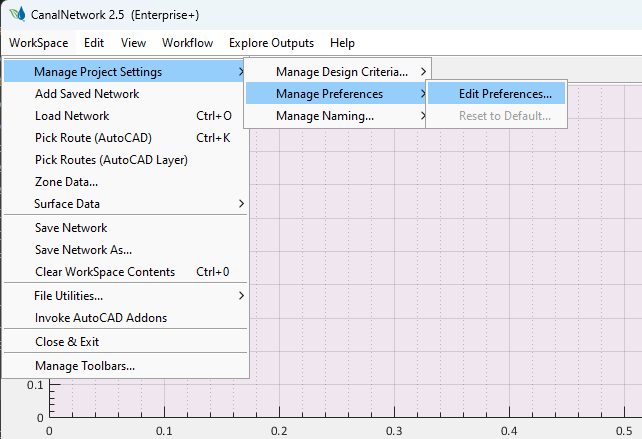 CanalNetwork 2.5 (Enterprise+)
WorkSpace Edit View Workflow Explore Outputs Help
Manage Project Settings
Manage Design Criteria...
Add Saved Network
Manage Preferences
Edit Preferences...
Load Network Ctrl+O
Manage Naming...
Reset to Default...
Pick Route (AutoCAD) Ctrl+K
Pick Routes (AutoCAD Layer)
Zone Data...
Surface Data
Save Network
Save Network As...
Clear WorkSpace Contents Ctrl+0
File Utilities...
Invoke AutoCAD Addons
Close & Exit
Manage Toolbars...
0.1
0
0 0.1 0.2 0.3 0.4 0.5